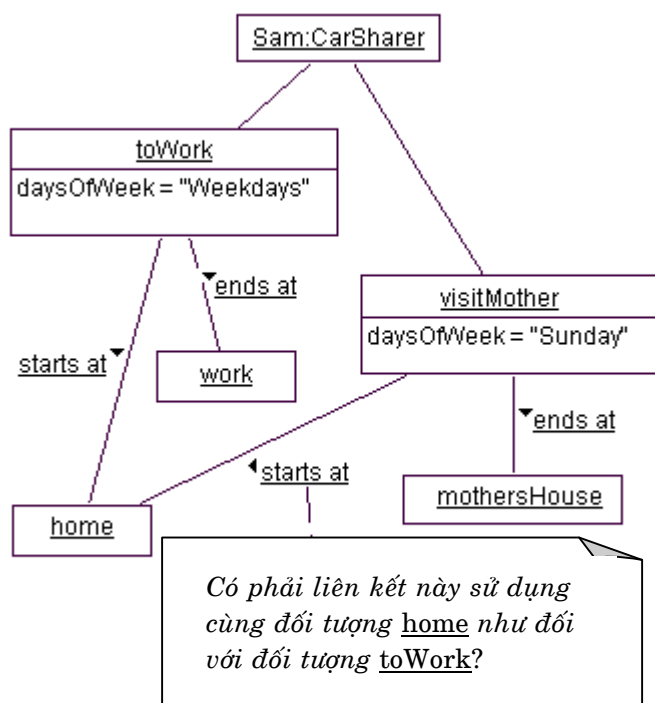 Sam:CarSharer
toWork
daysOfWeek = "Weekdays"
ends at
visitMother
daysOfWeek = "Sunday"
starts at
work
ends at
starts at
mothersHouse
home
Có phải liên kết này sử dụng
cùng đối tượng home như đối
với đối tượng toWork?